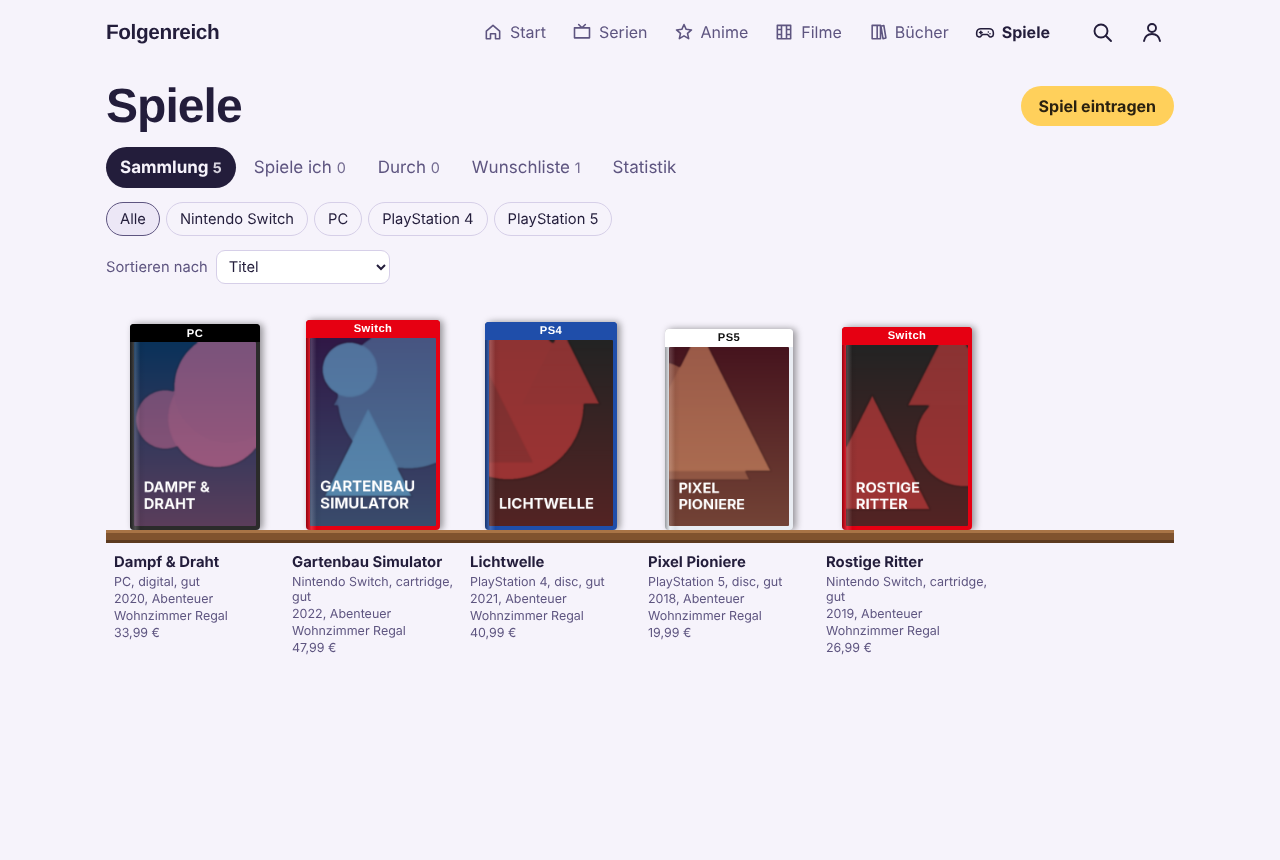 Folgenreich
Start
Serien
Anime
Filme
Bücher
Spiele
Spiele
Spiel eintragen
Sammlung 5
Spiele ich 0
Durch 0
Wunschliste 1
Statistik
Alle
Nintendo Switch
PC
PlayStation 4
PlayStation 5
Sortieren nach
Titel
PC
DAMPF &
DRAHT
Switch
GARTENBAU
SIMULATOR
PS4
LICHTWELLE
PS5
PIXEL
PIONIERE
Switch
ROSTIGE
RITTER
Dampf & Draht
PC, digital, gut
2020, Abenteuer
Wohnzimmer Regal
33,99 €
Gartenbau Simulator
Nintendo Switch, cartridge,
gut
2022, Abenteuer
Wohnzimmer Regal
47,99 €
Lichtwelle
PlayStation 4, disc, gut
2021, Abenteuer
Wohnzimmer Regal
40,99 €
Pixel Pioniere
PlayStation 5, disc, gut
2018, Abenteuer
Wohnzimmer Regal
19,99 €
Rostige Ritter
Nintendo Switch, cartridge,
gut
2019, Abenteuer
Wohnzimmer Regal
26,99 €